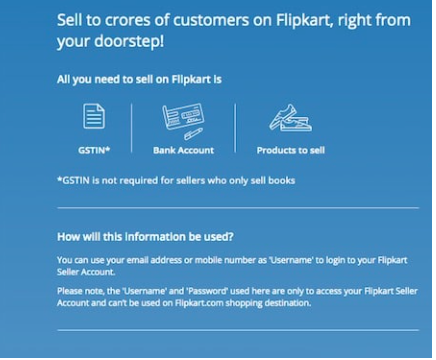 Sell to crores of customers on Flipkart, right from
your doorstep!
All you need to sell on Flipkart is
GSTIN*
Bank Account
Products to sell
*GSTIN is not required for sellers who only sell books
How will this information be used?
You can use your email address or mobile number as 'Username' to login to your Flipkart
Seller Account.
Please note, the 'Username' and 'Password' used here are only to access your Flipkart Seller
Account and can't be used on Flipkart.com shopping destination.